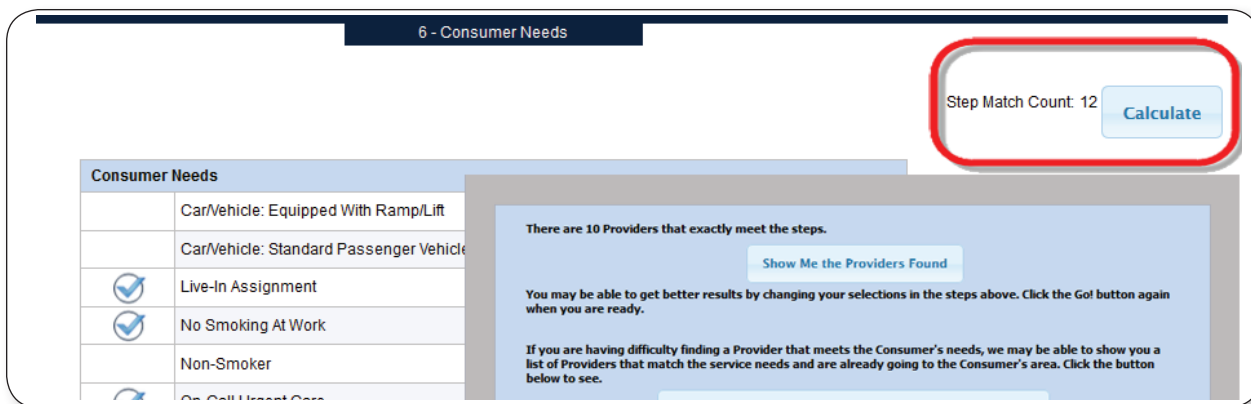 6 - Consumer Needs
Step Match Count: 12
Calculate
Consumer Needs
Car/Vehicle: Equipped With Ramp/Lift
Car/Vehicle: Standard Passenger Vehicle
Live-In Assignment
No Smoking At Work
Non-Smoker
On-Call Urgent Care
There are 10 Providers that exactly meet the steps.
Show Me the Providers Found
You may be able to get better results by changing your selections in the steps above. Click the Go! button again
when you are ready.
If you are having difficulty finding a Provider that meets the Consumer's needs, we may be able to show you a
list of Providers that match the service needs and are already going to the Consumer's area. Click the button
below to see.